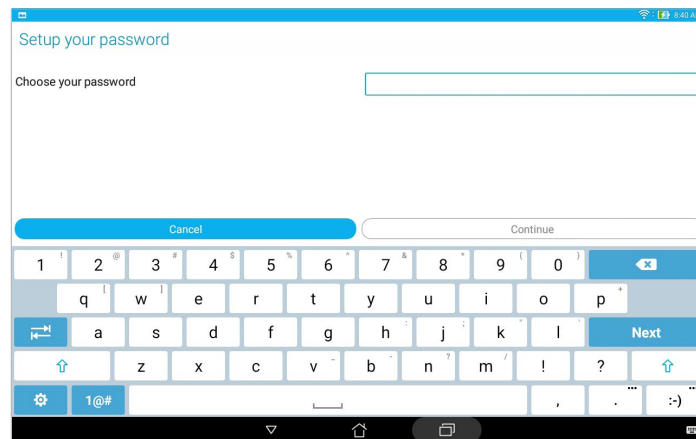 8:40 A
Setup your password
Choose your password
Cancel
Continue
1 ! 2 @ 3 # 4 $ 5 % 6 ^ 7 & 8 * 9 ( 0 )
q [ w ] e r t y u i o p +
a s d f g h : j ; k " l ' Next
z x c v _ b - n ? m / ! ?
1@# , . ... :-) ...